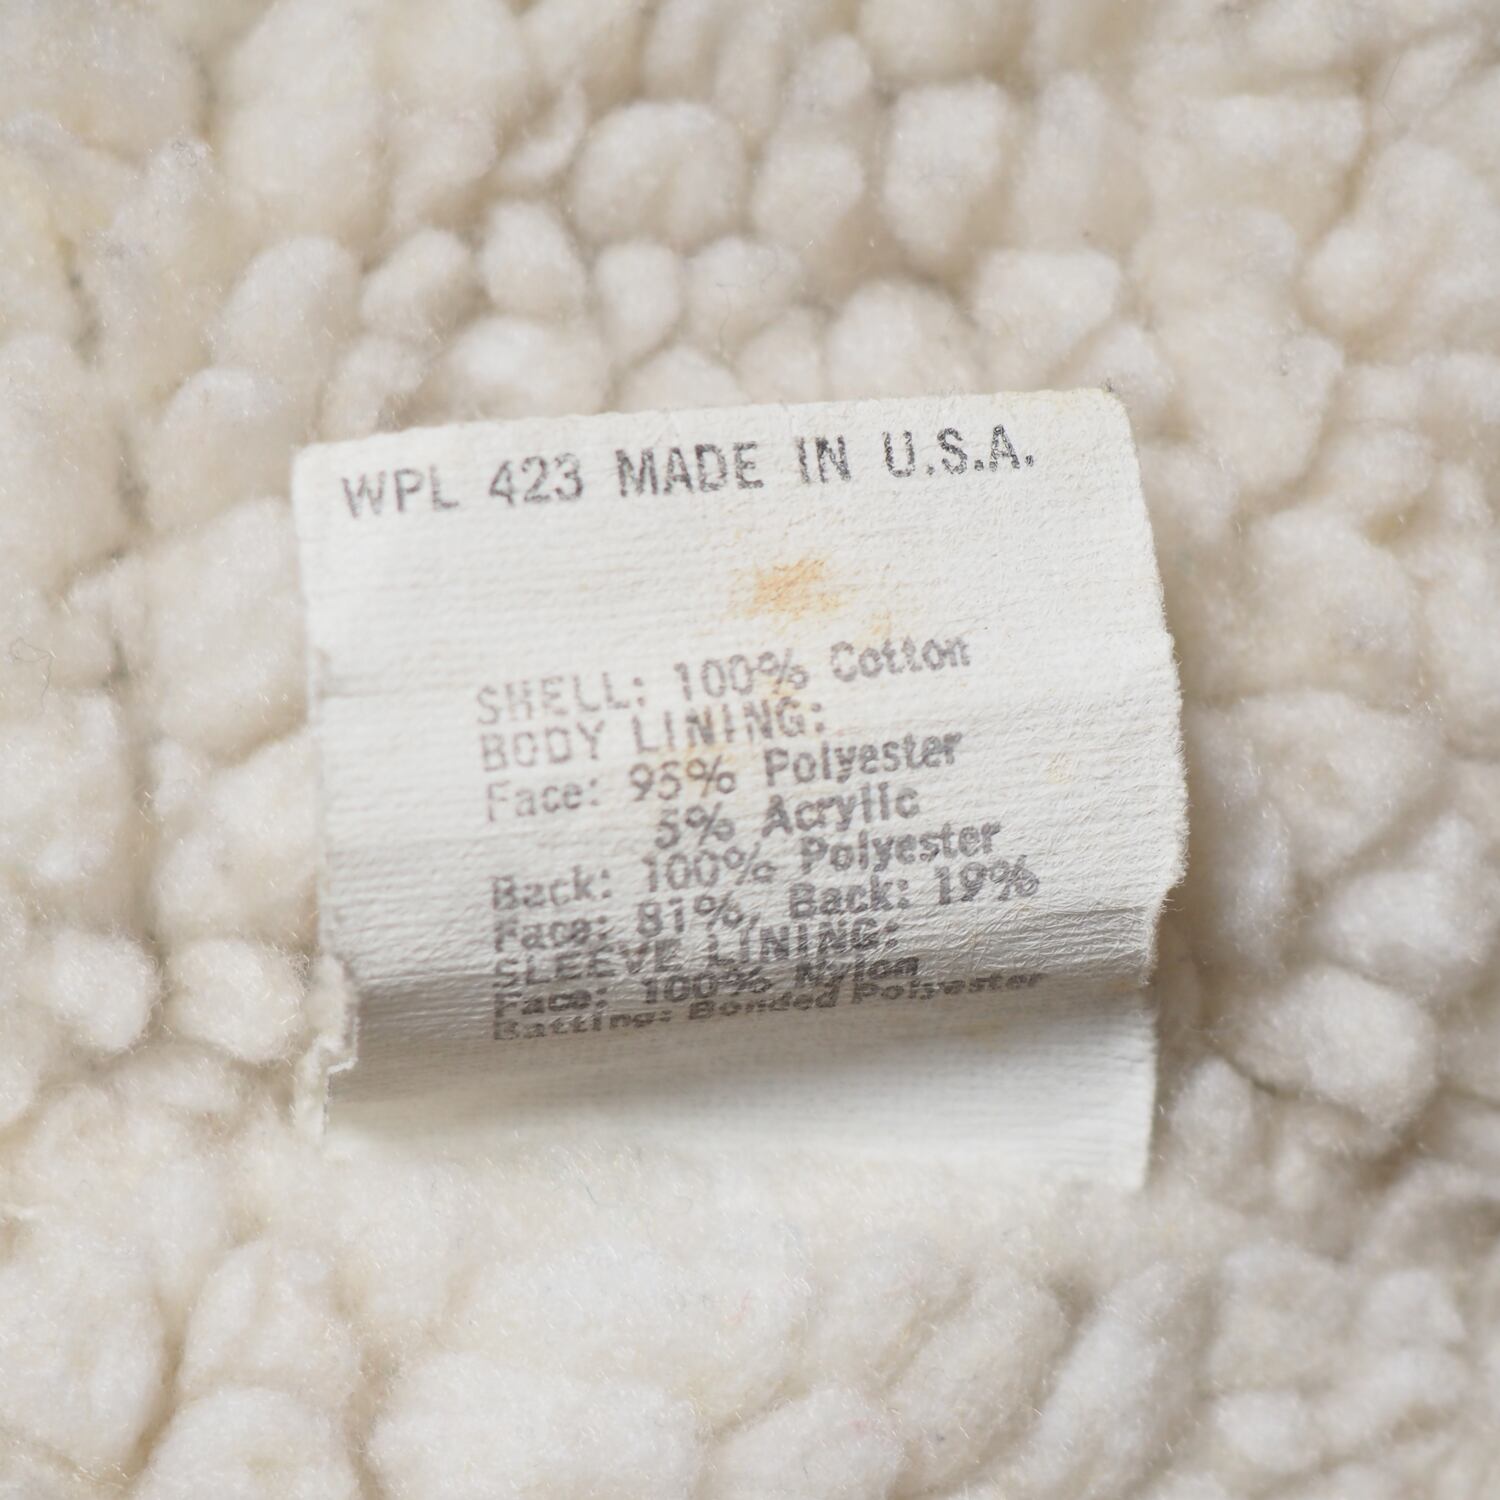 WPL 423 MADE IN U.S.A.
SHELL: 100% Cotton
BODY LINING:
Face: 95% Polyester
5% Acrylic
Back: 100% Polyester
Face: 81%, Back: 19%
SLEEVE LINING:
Face: 100% Nylon
Batting: Bonded Polyester